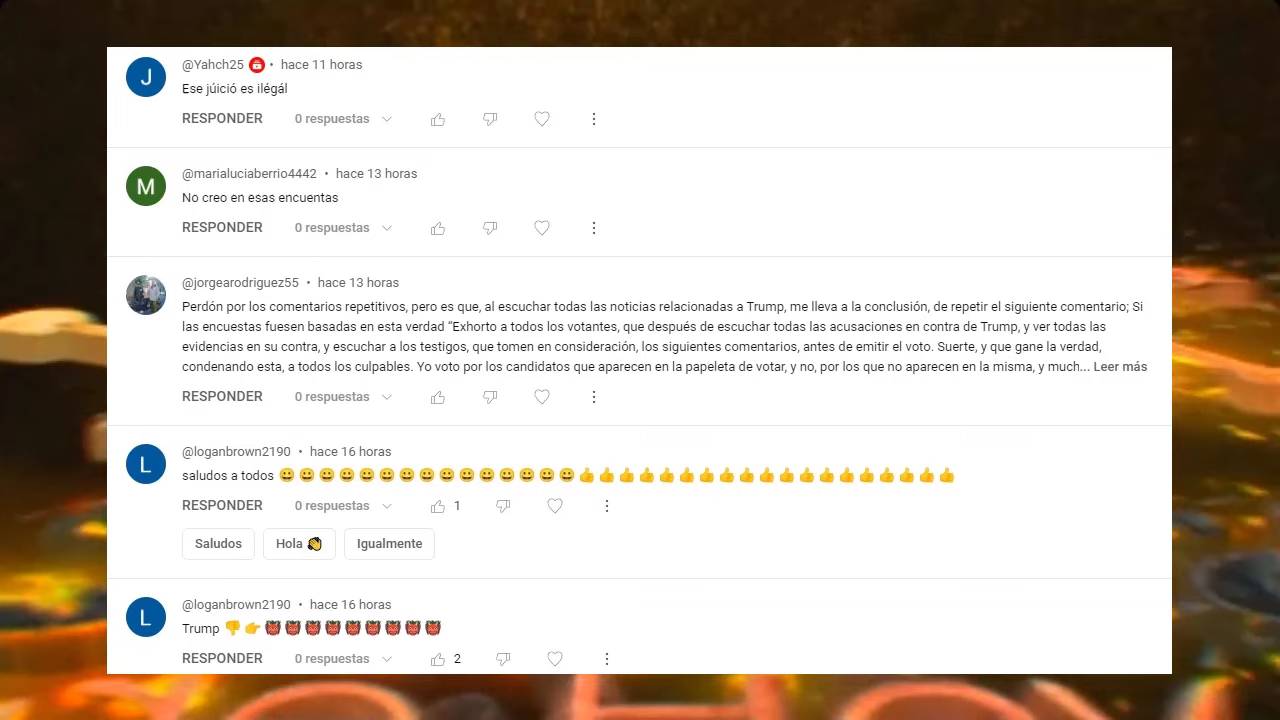 J
@Yahch25 • hace 11 horas
Ese júició es ilégál
RESPONDER 0 respuestas
M
@marialuciaberrio4442 • hace 13 horas
No creo en esas encuentas
RESPONDER 0 respuestas
@jorgearodriguez55 • hace 13 horas
Perdón por los comentarios repetitivos, pero es que, al escuchar todas las noticias relacionadas a Trump, me lleva a la conclusión, de repetir el siguiente comentario; Si
las encuestas fuesen basadas en esta verdad “Exhorto a todos los votantes, que después de escuchar todas las acusaciones en contra de Trump, y ver todas las
evidencias en su contra, y escuchar a los testigos, que tomen en consideración, los siguientes comentarios, antes de emitir el voto. Suerte, y que gane la verdad,
condenando esta, a todos los culpables. Yo voto por los candidatos que aparecen en la papeleta de votar, y no, por los que no aparecen en la misma, y much... Leer más
RESPONDER 0 respuestas
L
@loganbrown2190 • hace 16 horas
saludos a todos 😀😀😀😀😀😀😀😀😀😀😀😀😀😀😀👍👍👍👍👍👍👍👍👍👍👍👍👍👍👍👍👍👍👍
RESPONDER 0 respuestas 1
Saludos Hola 👏 Igualmente
L
@loganbrown2190 • hace 16 horas
Trump 👎👉👹👹👹👹👹👹👹👹👹
RESPONDER 0 respuestas 2